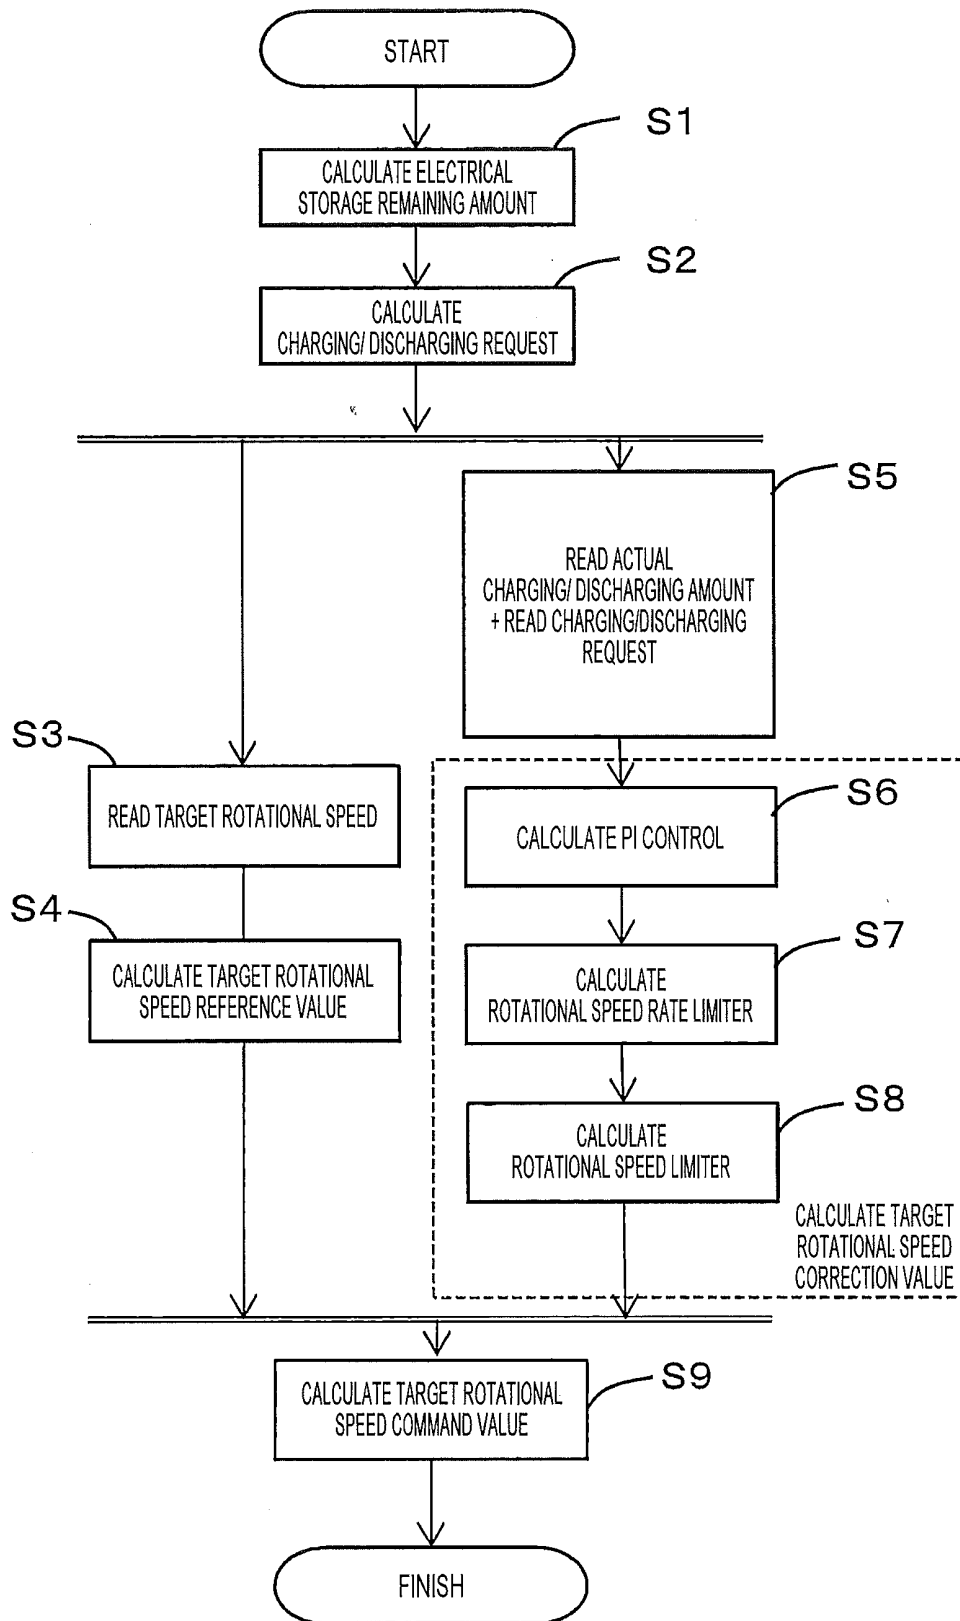 START
S1
CALCULATE ELECTRICAL
STORAGE REMAINING AMOUNT
S2
CALCULATE
CHARGING/ DISCHARGING REQUEST
S5
READ ACTUAL
CHARGING/ DISCHARGING AMOUNT
+ READ CHARGING/DISCHARGING
REQUEST
S3
READ TARGET ROTATIONAL SPEED
S4
CALCULATE TARGET ROTATIONAL
SPEED REFERENCE VALUE
S6
CALCULATE PI CONTROL
S7
CALCULATE
ROTATIONAL SPEED RATE LIMITER
S8
CALCULATE
ROTATIONAL SPEED LIMITER
CALCULATE TARGET
ROTATIONAL SPEED
CORRECTION VALUE
S9
CALCULATE TARGET ROTATIONAL
SPEED COMMAND VALUE
FINISH